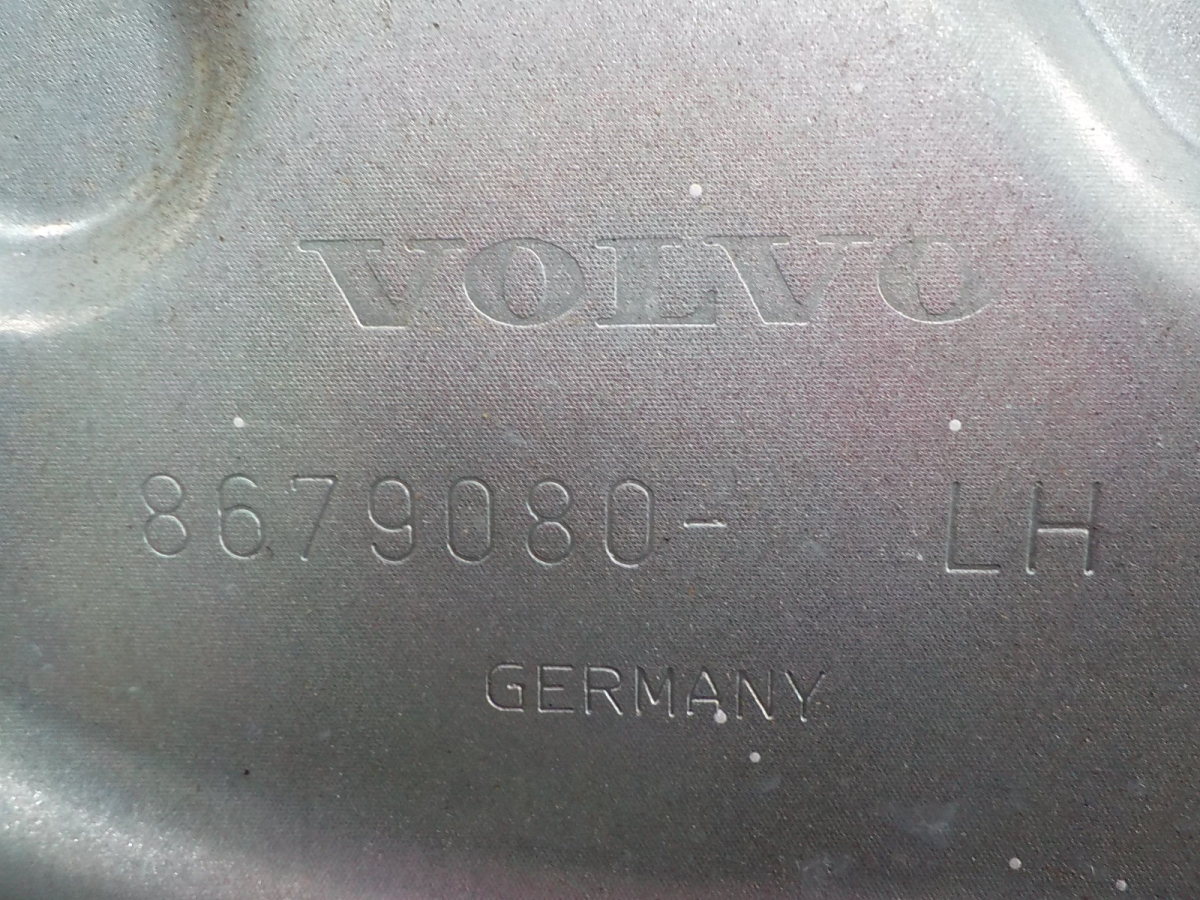 VOLVO
8679080- LH
GERMANY